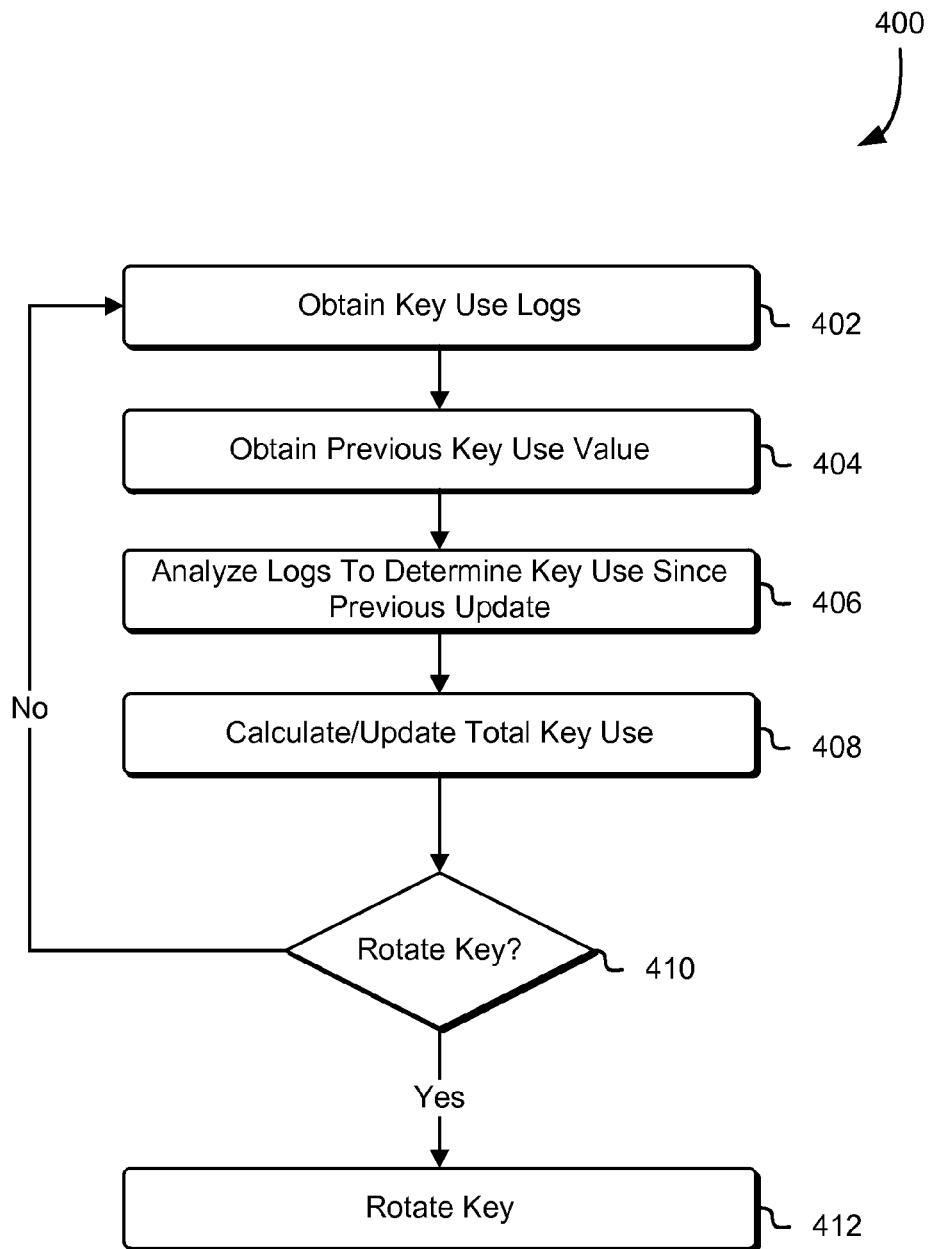 400
Obtain Key Use Logs
402
Obtain Previous Key Use Value
404
Analyze Logs To Determine Key Use Since
Previous Update
406
No
Calculate/Update Total Key Use
408
Rotate Key?
410
Yes
Rotate Key
412